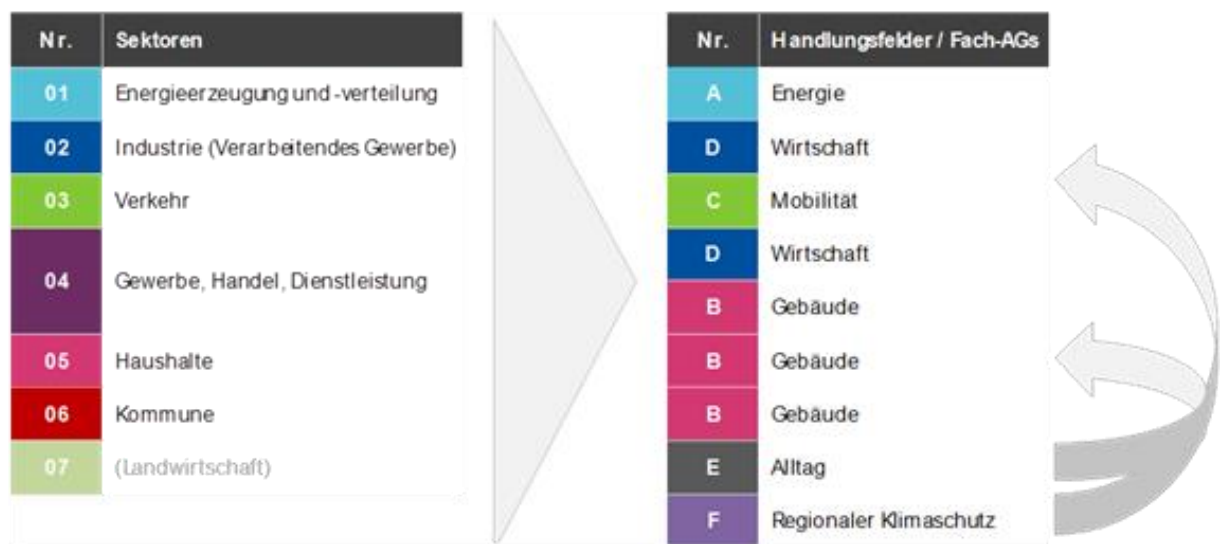 Nr. Sektoren
01 Energieerzeugung und -verteilung
02 Industrie (Verarbeitendes Gewerbe)
03 Verkehr
04 Gewerbe, Handel, Dienstleistung
05 Haushalte
06 Kommune
07 (Landwirtschaft)
Nr. Handlungsfelder / Fach-AGs
A Energie
D Wirtschaft
C Mobilität
D Wirtschaft
B Gebäude
B Gebäude
B Gebäude
E Alltag
F Regionaler Klimaschutz